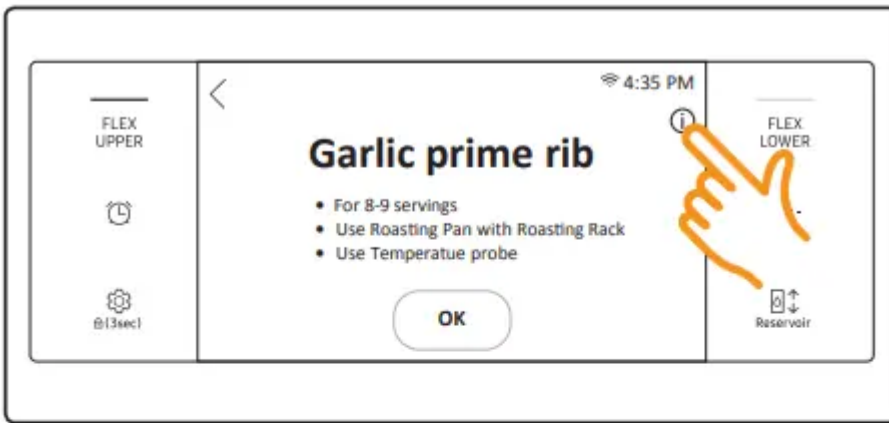 4:35 PM
FLEX
UPPER
FLEX
LOWER
Garlic prime rib
• For 8-9 servings
• Use Roasting Pan with Roasting Rack
• Use Temperatue probe
OK
(3sec)
Reservoir